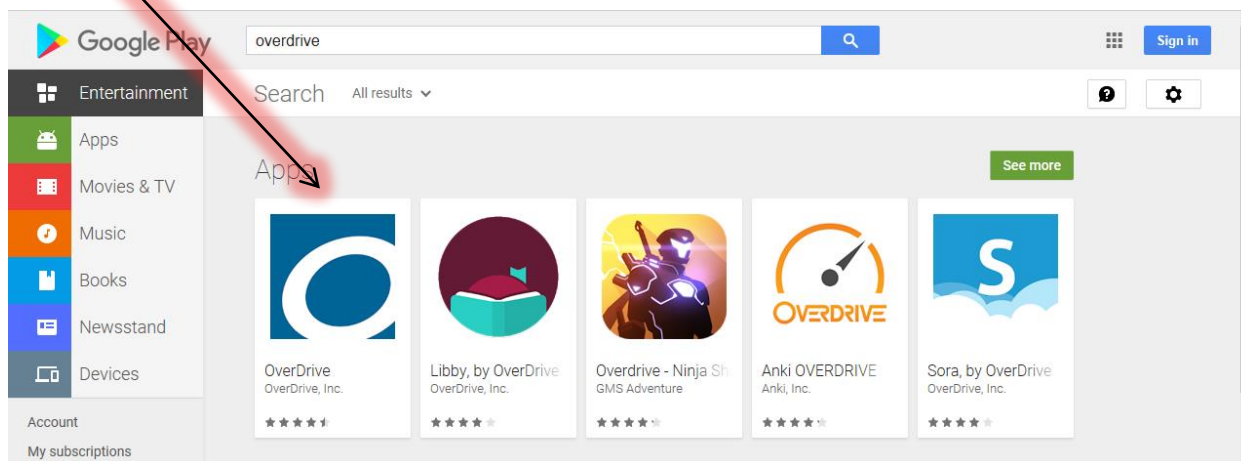 Google Play
overdrive
Sign in
Entertainment
Search All results
Apps
Movies & TV
Music
Books
Newsstand
Devices
Account
My subscriptions
Apps
See more
OVERDRIVE
S
OverDrive
OverDrive, Inc.
Libby, by OverDrive
OverDrive, Inc.
Overdrive - Ninja Sh
GMS Adventure
Anki OVERDRIVE
Anki, Inc.
Sora, by OverDrive
OverDrive, Inc.